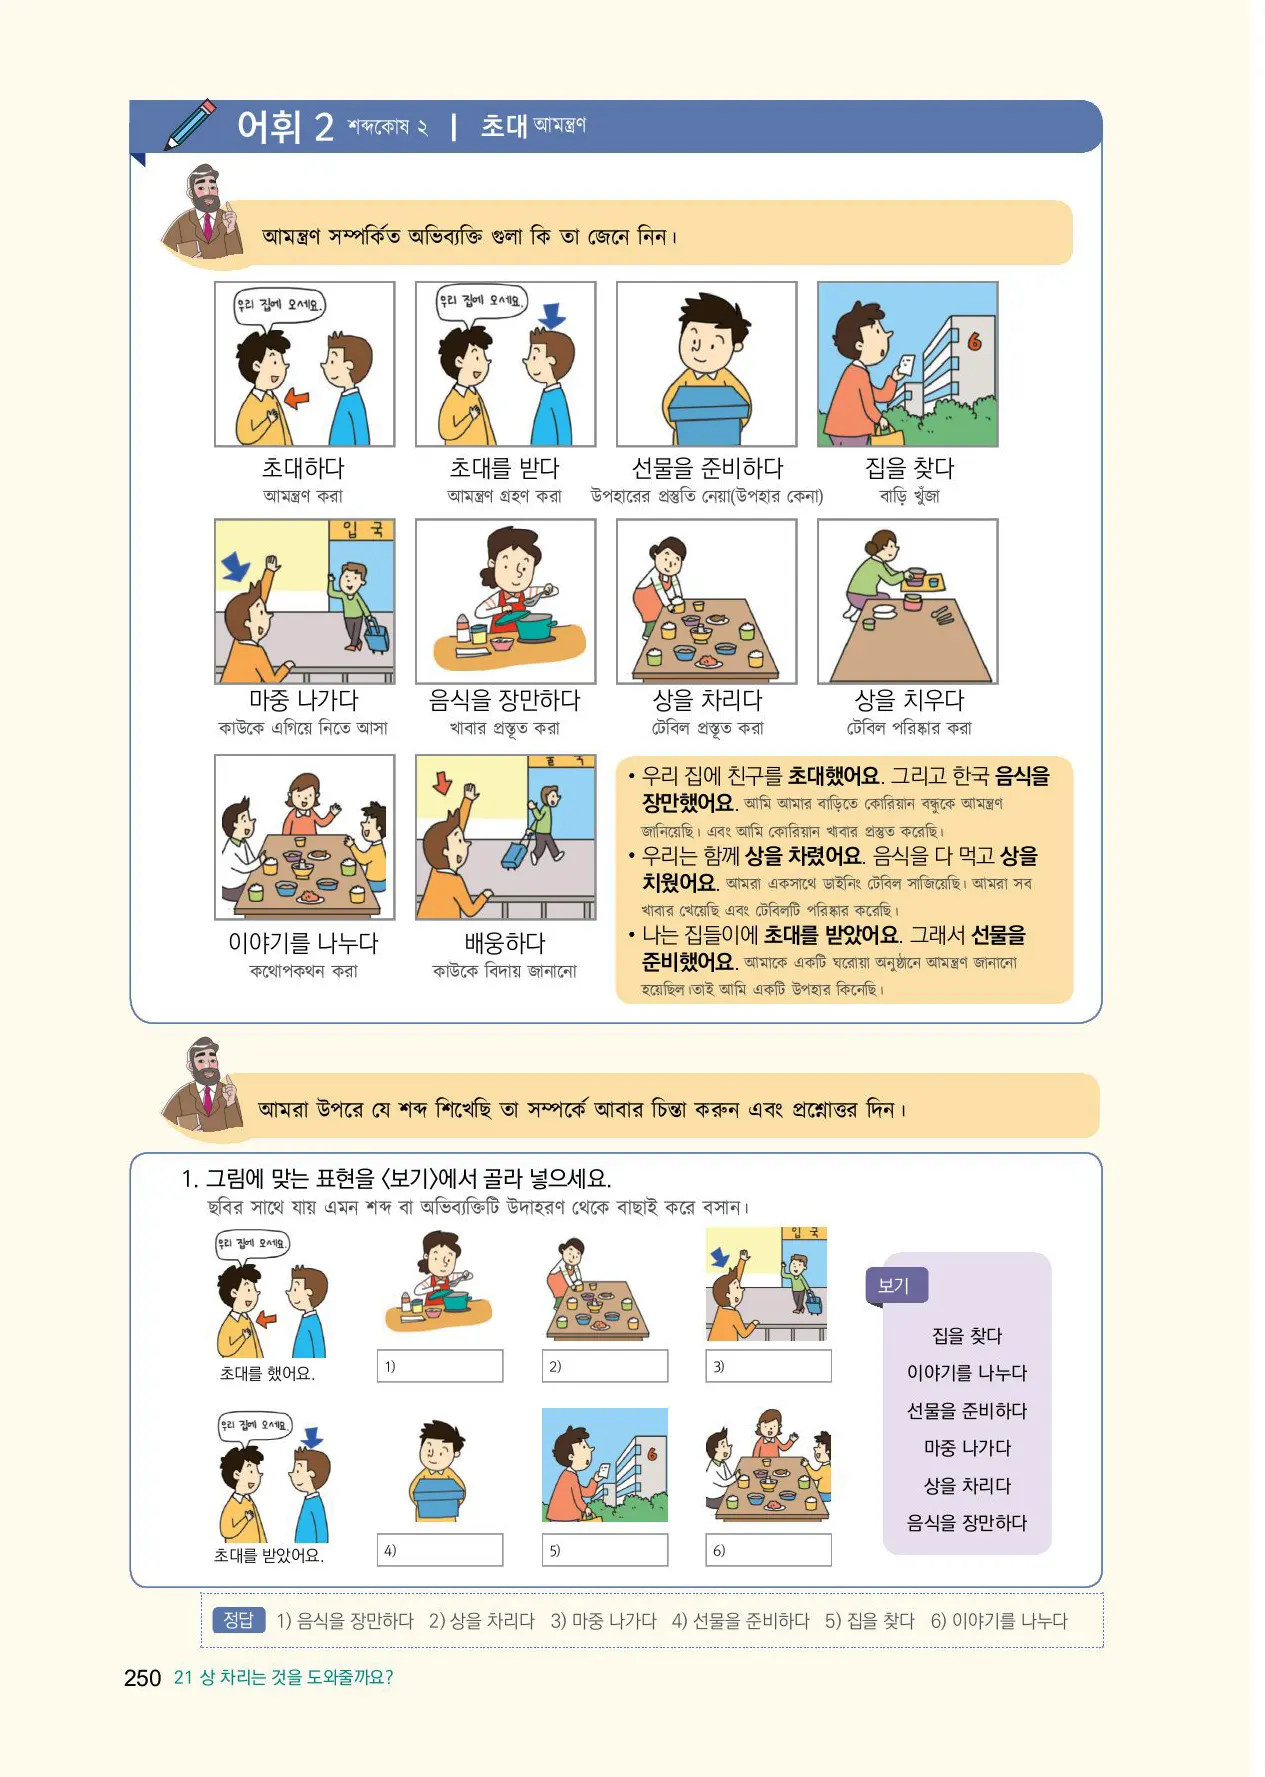 어휘 2 শব্দকোষ ২ | 초대 আমন্ত্রণ
আমন্ত্রণ সম্পর্কিত অভিব্যক্তি গুলা কি তা জেনে নিন।
우리 집에 오세요.
우리 집에 오세요.
6
초대하다
초대를 받다
선물을 준비하다
집을 찾다
আমন্ত্রণ করা
আমন্ত্রণ গ্রহণ করা
উপহারের প্রস্তুতি নেয়া(উপহার কেনা)
বাড়ি খুঁজা
입 국
마중 나가다
음식을 장만하다
상을 차리다
상을 치우다
কাউকে এগিয়ে নিতে আসা
খাবার প্রস্তূত করা
টেবিল প্রস্তূত করা
টেবিল পরিষ্কার করা
이야기를 나누다
배웅하다
কথোপকথন করা
কাউকে বিদায় জানানো
• 우리 집에 친구를 초대했어요. 그리고 한국 음식을
장만했어요. আমি আমার বাড়িতে কোরিয়ান বন্ধুকে আমন্ত্রণ
জানিয়েছি। এবং আমি কোরিয়ান খাবার প্রস্তুত করেছি।
• 우리는 함께 상을 차렸어요. 음식을 다 먹고 상을
치웠어요. আমরা একসাথে ডাইনিং টেবিল সাজিয়েছি। আমরা সব
খাবার খেয়েছি এবং টেবিলটি পরিষ্কার করেছি।
• 나는 집들이에 초대를 받았어요. 그래서 선물을
준비했어요. আমাকে একটি ঘরোয়া অনুষ্ঠানে আমন্ত্রণ জানানো
হয়েছিল।তাই আমি একটি উপহার কিনেছি।
আমরা উপরে যে শব্দ শিখেছি তা সম্পর্কে আবার চিন্তা করুন এবং প্রশ্নোত্তর দিন।
1. 그림에 맞는 표현을 〈보기〉에서 골라 넣으세요.
ছবির সাথে যায় এমন শব্দ বা অভিব্যক্তিটি উদাহরণ থেকে বাছাই করে বসান।
우리 집에 오세요.
입 국
초대를 했어요.
1)
2)
3)
우리 집에 오세요.
6
초대를 받았어요.
4)
5)
6)
보기
집을 찾다
이야기를 나누다
선물을 준비하다
마중 나가다
상을 차리다
음식을 장만하다
정답 1) 음식을 장만하다 2) 상을 차리다 3) 마중 나가다 4) 선물을 준비하다 5) 집을 찾다 6) 이야기를 나누다
250 21 상 차리는 것을 도와줄까요?